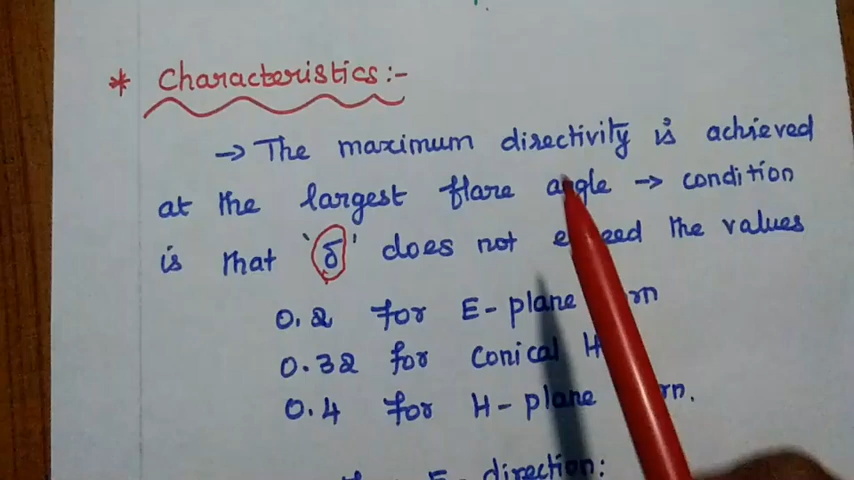 * Characteristics:-
→ The maximum directivity is achieved
at the largest flare angle → condition
is that 'δ' does not exceed the values
0.2 for E-plane
0.32 for Conical H
0.4 for H-plane
E- direction: